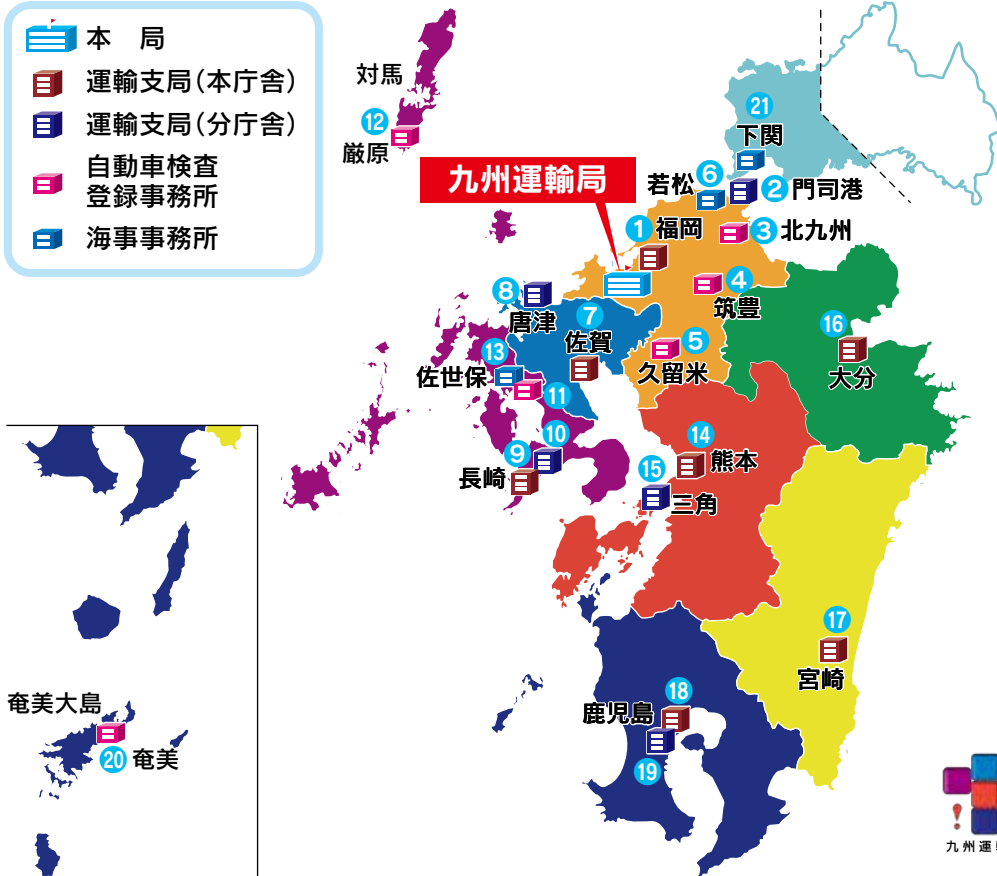 本 局
運輸支局(本庁舎)
運輸支局(分庁舎)
自動車検査
登録事務所
海事事務所
対馬
⑫
厳原
九州運輸局
㉑
下関
若松 ⑥
② 門司港
① 福岡
③ 北九州
④
筑豊
⑧
唐津
⑦
佐賀
⑤
久留米
⑯
大分
⑬
佐世保
⑪
⑩
⑨
長崎
⑭
熊本
⑮
三角
⑰
宮崎
⑱
鹿児島
⑲
奄美大島
⑳ 奄美
九州運